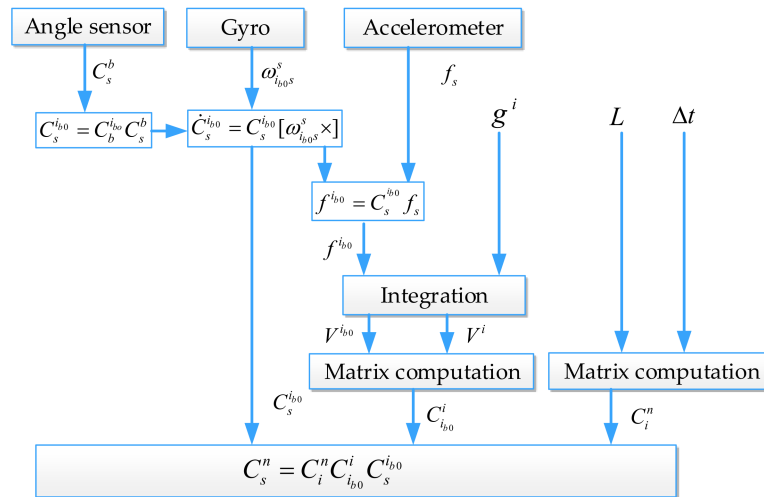 Angle sensor Gyro Accelerometer
C_s^b ω_{i_{b0}s}^s f_s
C_s^{i_{b0}} = C_b^{i_{bo}} C_s^b Ċ_s^{i_{b0}} = C_s^{i_{b0}} [ω_{i_{b0}s}^s ×] g^i L Δt
f^{i_{b0}} = C_s^{i_{b0}} f_s
f^{i_{b0}}
Integration
V^{i_{b0}} V^i
Matrix computation Matrix computation
C_s^{i_{b0}} C_{i_{b0}}^i C_i^n
C_s^n = C_i^n C_{i_{b0}}^i C_s^{i_{b0}}